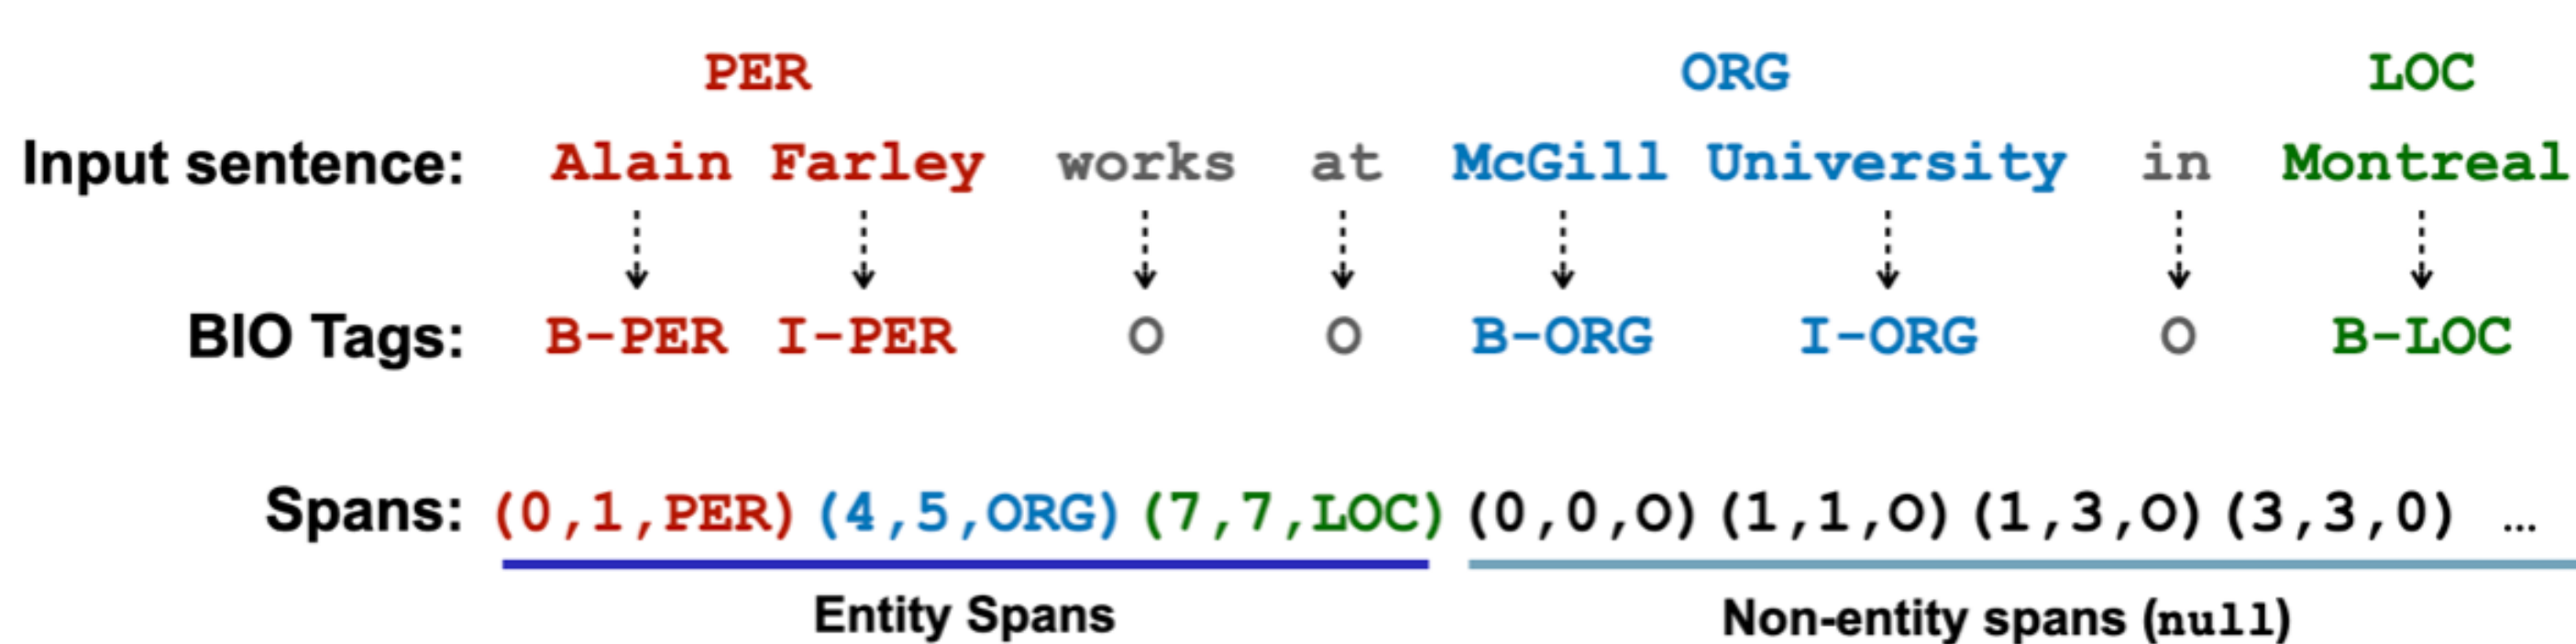 PER ORG LOC
Input sentence: Alain Farley works at McGill University in Montreal
BIO Tags: B-PER I-PER O O B-ORG I-ORG O B-LOC
Spans: (0,1,PER) (4,5,ORG) (7,7,LOC) (0,0,O) (1,1,O) (1,3,O) (3,3,0) ...
Entity Spans Non-entity spans (null)